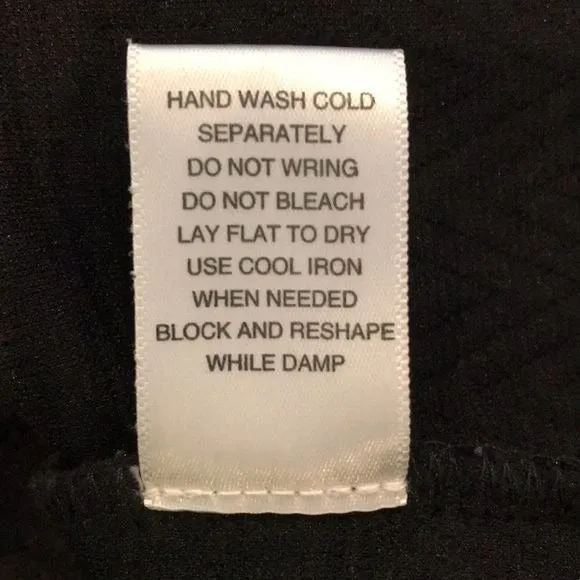 HAND WASH COLD
SEPARATELY
DO NOT WRING
DO NOT BLEACH
LAY FLAT TO DRY
USE COOL IRON
WHEN NEEDED
BLOCK AND RESHAPE
WHILE DAMP